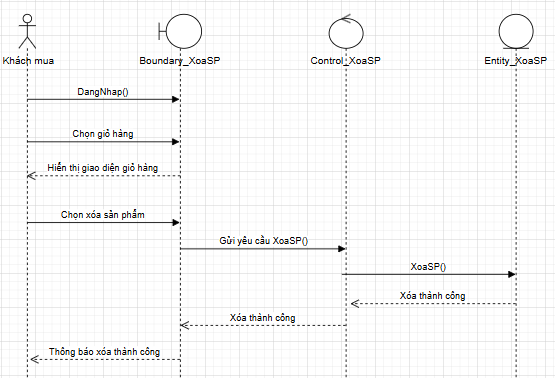 Khách mua
Boundary_XoaSP
Control_XoaSP
Entity_XoaSP
DangNhap()
Chọn giỏ hàng
Hiển thị giao diện giỏ hàng
Chọn xóa sản phẩm
Gửi yêu cầu XoaSP()
XoaSP()
Xóa thành công
Xóa thành công
Thông báo xóa thành công